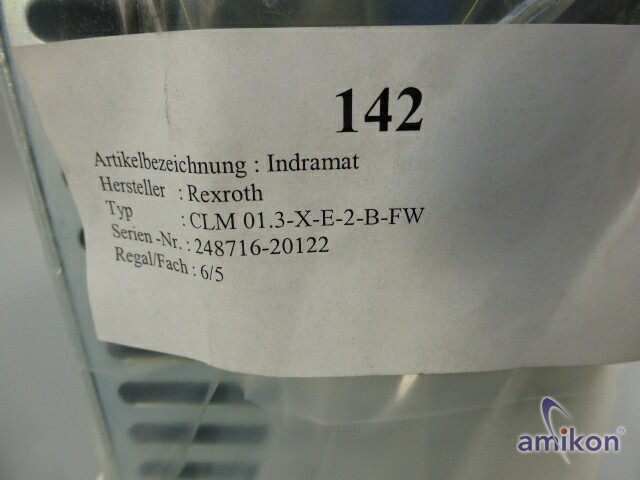 142
Artikelbezeichnung : Indramat
Hersteller : Rexroth
Typ : CLM 01.3-X-E-2-B-FW
Serien-Nr. : 248716-20122
Regal/Fach : 6/5
amikon®